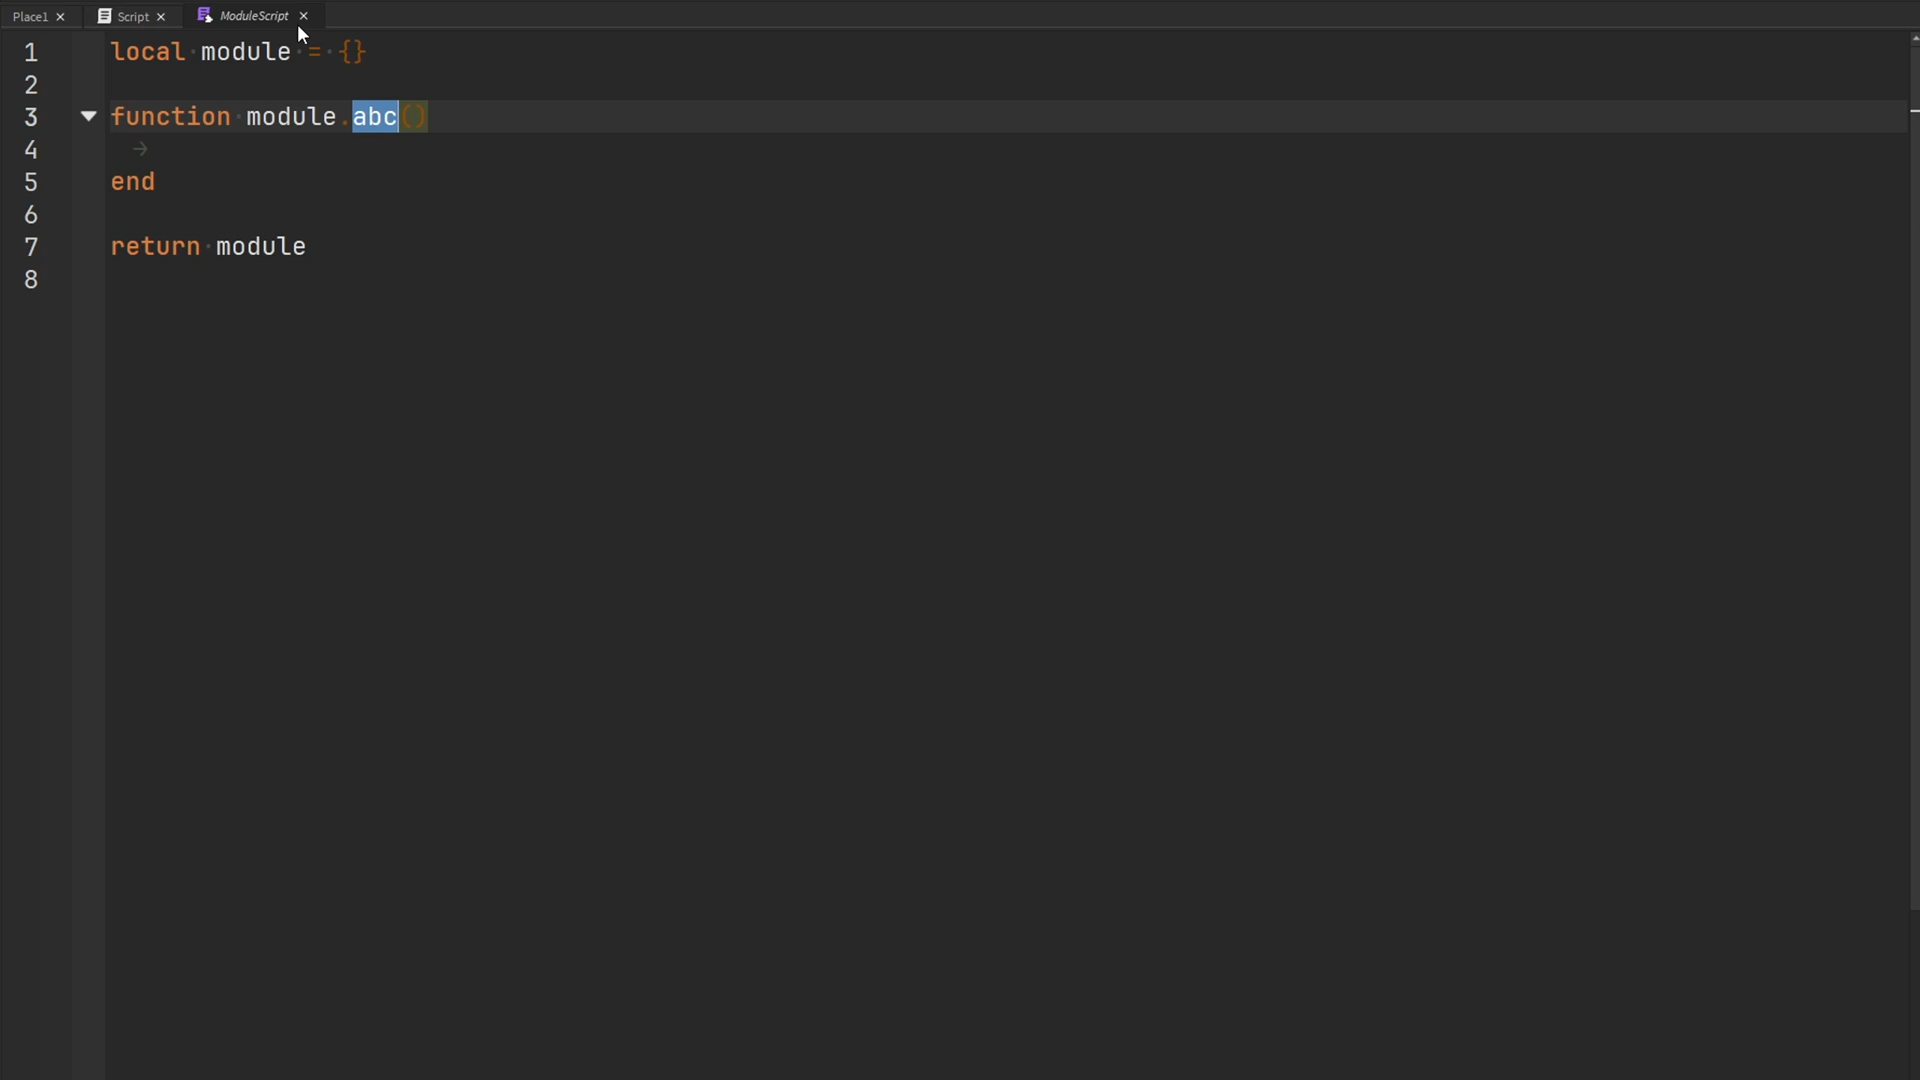 Place1 Script ModuleScript
1 local module = {}
2
3 function module.abc()
4
5 end
6
7 return module
8